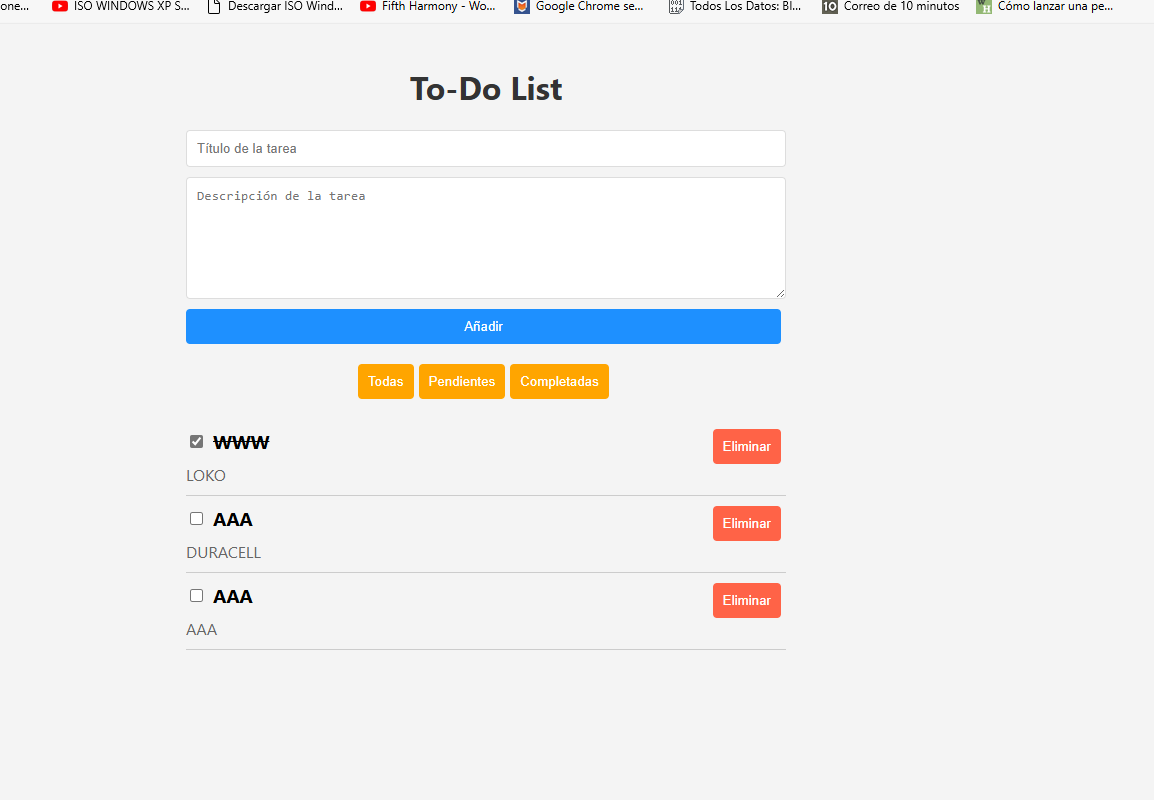 one... ISO WINDOWS XP S... Descargar ISO Wind... Fifth Harmony - Wo... Google Chrome se... Todos Los Datos: Bl... 10 Correo de 10 minutos Cómo lanzar una pe...
To-Do List
Título de la tarea
Descripción de la tarea
Añadir
Todas Pendientes Completadas
WWW Eliminar
LOKO
AAA Eliminar
DURACELL
AAA Eliminar
AAA